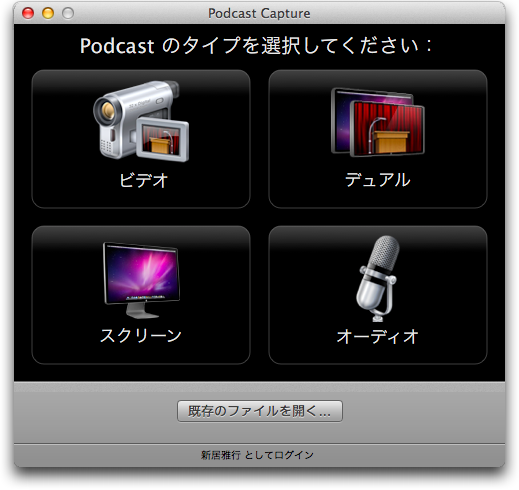 Podcast Capture
Podcast のタイプを選択してください：
ビデオ
デュアル
スクリーン
オーディオ
既存のファイルを開く...
新居雅行 としてログイン